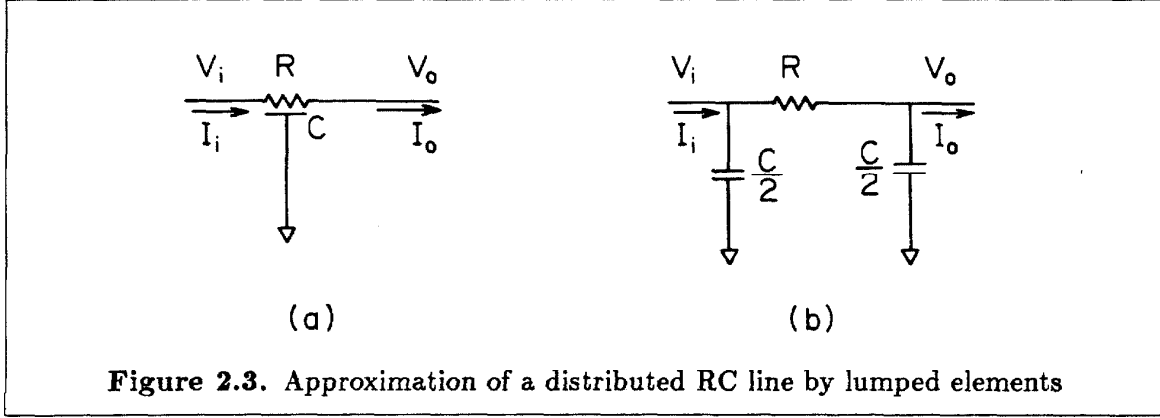 Vi R Vo
Ii C Io
(a)
Vi R Vo
Ii C/2 C/2 Io
(b)
Figure 2.3. Approximation of a distributed RC line by lumped elements